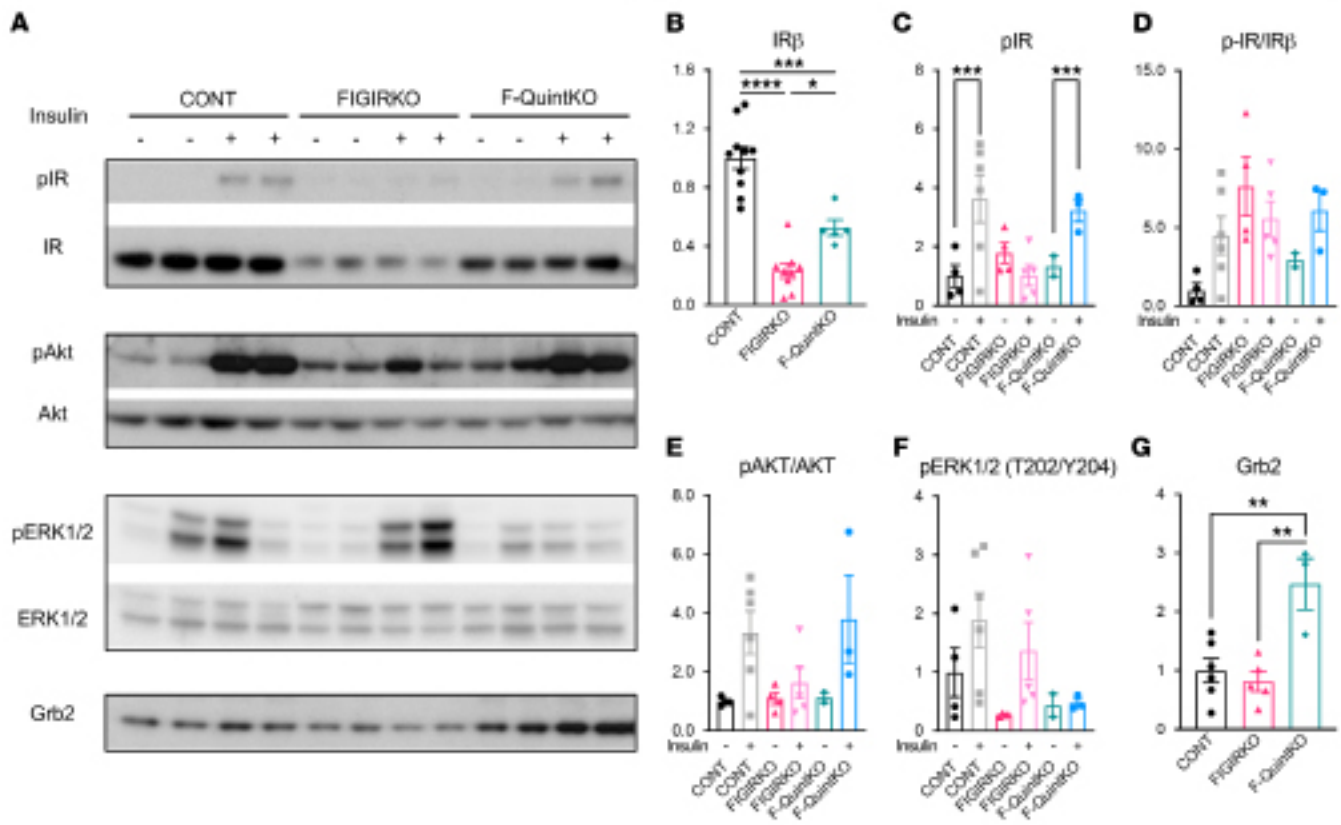 A
Insulin
CONT FIGIRKO F-QuintKO
- - + + - - + + - - + +
pIR
IR
pAkt
Akt
pERK1/2
ERK1/2
Grb2
B
IRβ
***
**** *
1.6
1.2
0.8
0.4
0.0
CONT
FIGIRKO
F-QuintKO
C
pIR
*** ***
8
6
4
2
0
Insulin - + - + - +
CONT
CONT
FIGIRKO
FIGIRKO
F-QuintKO
F-QuintKO
D
p-IR/IRβ
15.0
10.0
5.0
0.0
- + - + - +
CONT
CONT
FIGIRKO
FIGIRKO
F-QuintKO
F-QuintKO
E
pAKT/AKT
8.0
6.0
4.0
2.0
0.0
Insulin - + - + - +
CONT
CONT
FIGIRKO
FIGIRKO
F-QuintKO
F-QuintKO
F
pERK1/2 (T202/Y204)
4
3
2
1
0
Insulin - + - + - +
CONT
CONT
FIGIRKO
FIGIRKO
F-QuintKO
F-QuintKO
G
Grb2
**
**
4
3
2
1
0
CONT
FIGIRKO
F-QuintKO